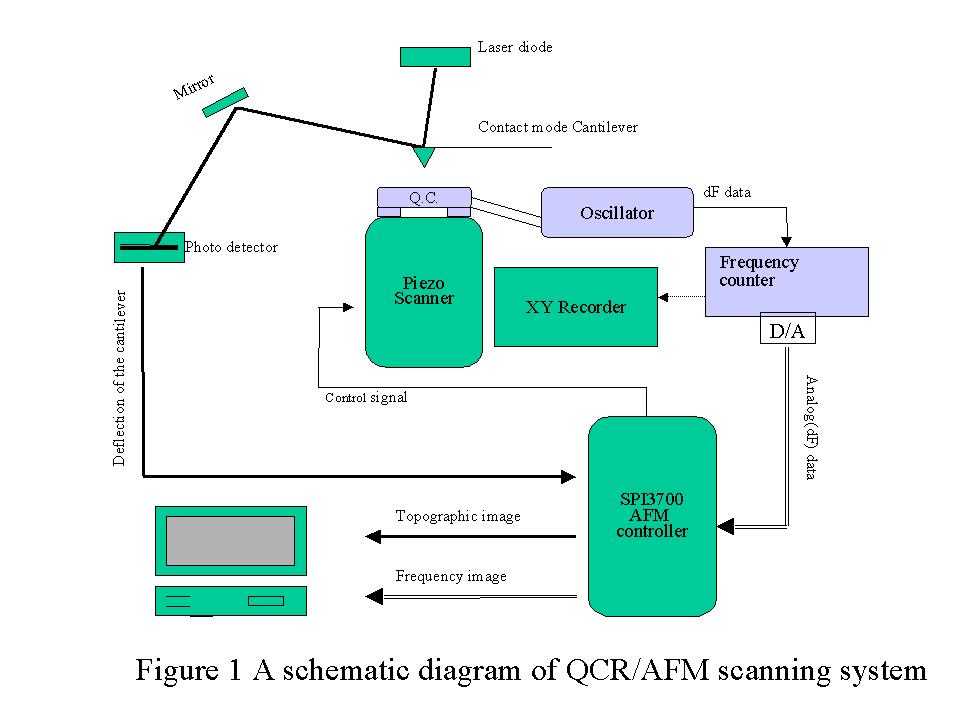 Laser diode
Mirror
Contact mode Cantilever
Q.C.
Oscillator
dF data
Photo detector
Frequency
counter
Piezo
Scanner
XY Recorder
D/A
Deflection of the cantilever
Control signal
Analog(dF) data
SPI3700
AFM
controller
Topographic image
Frequency image
Figure 1 A schematic diagram of QCR/AFM scanning system